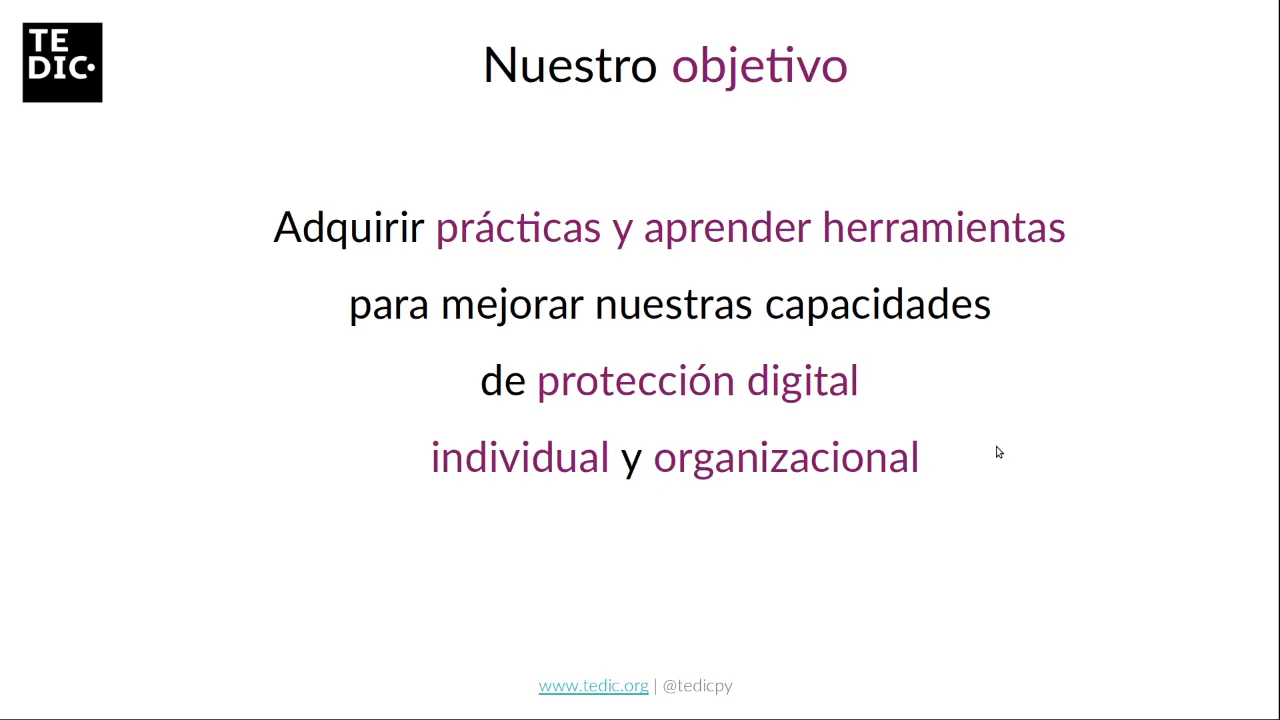 TE
DIC
Nuestro objetivo
Adquirir prácticas y aprender herramientas
para mejorar nuestras capacidades
de protección digital
individual y organizacional
www.tedic.org | @tedicpy